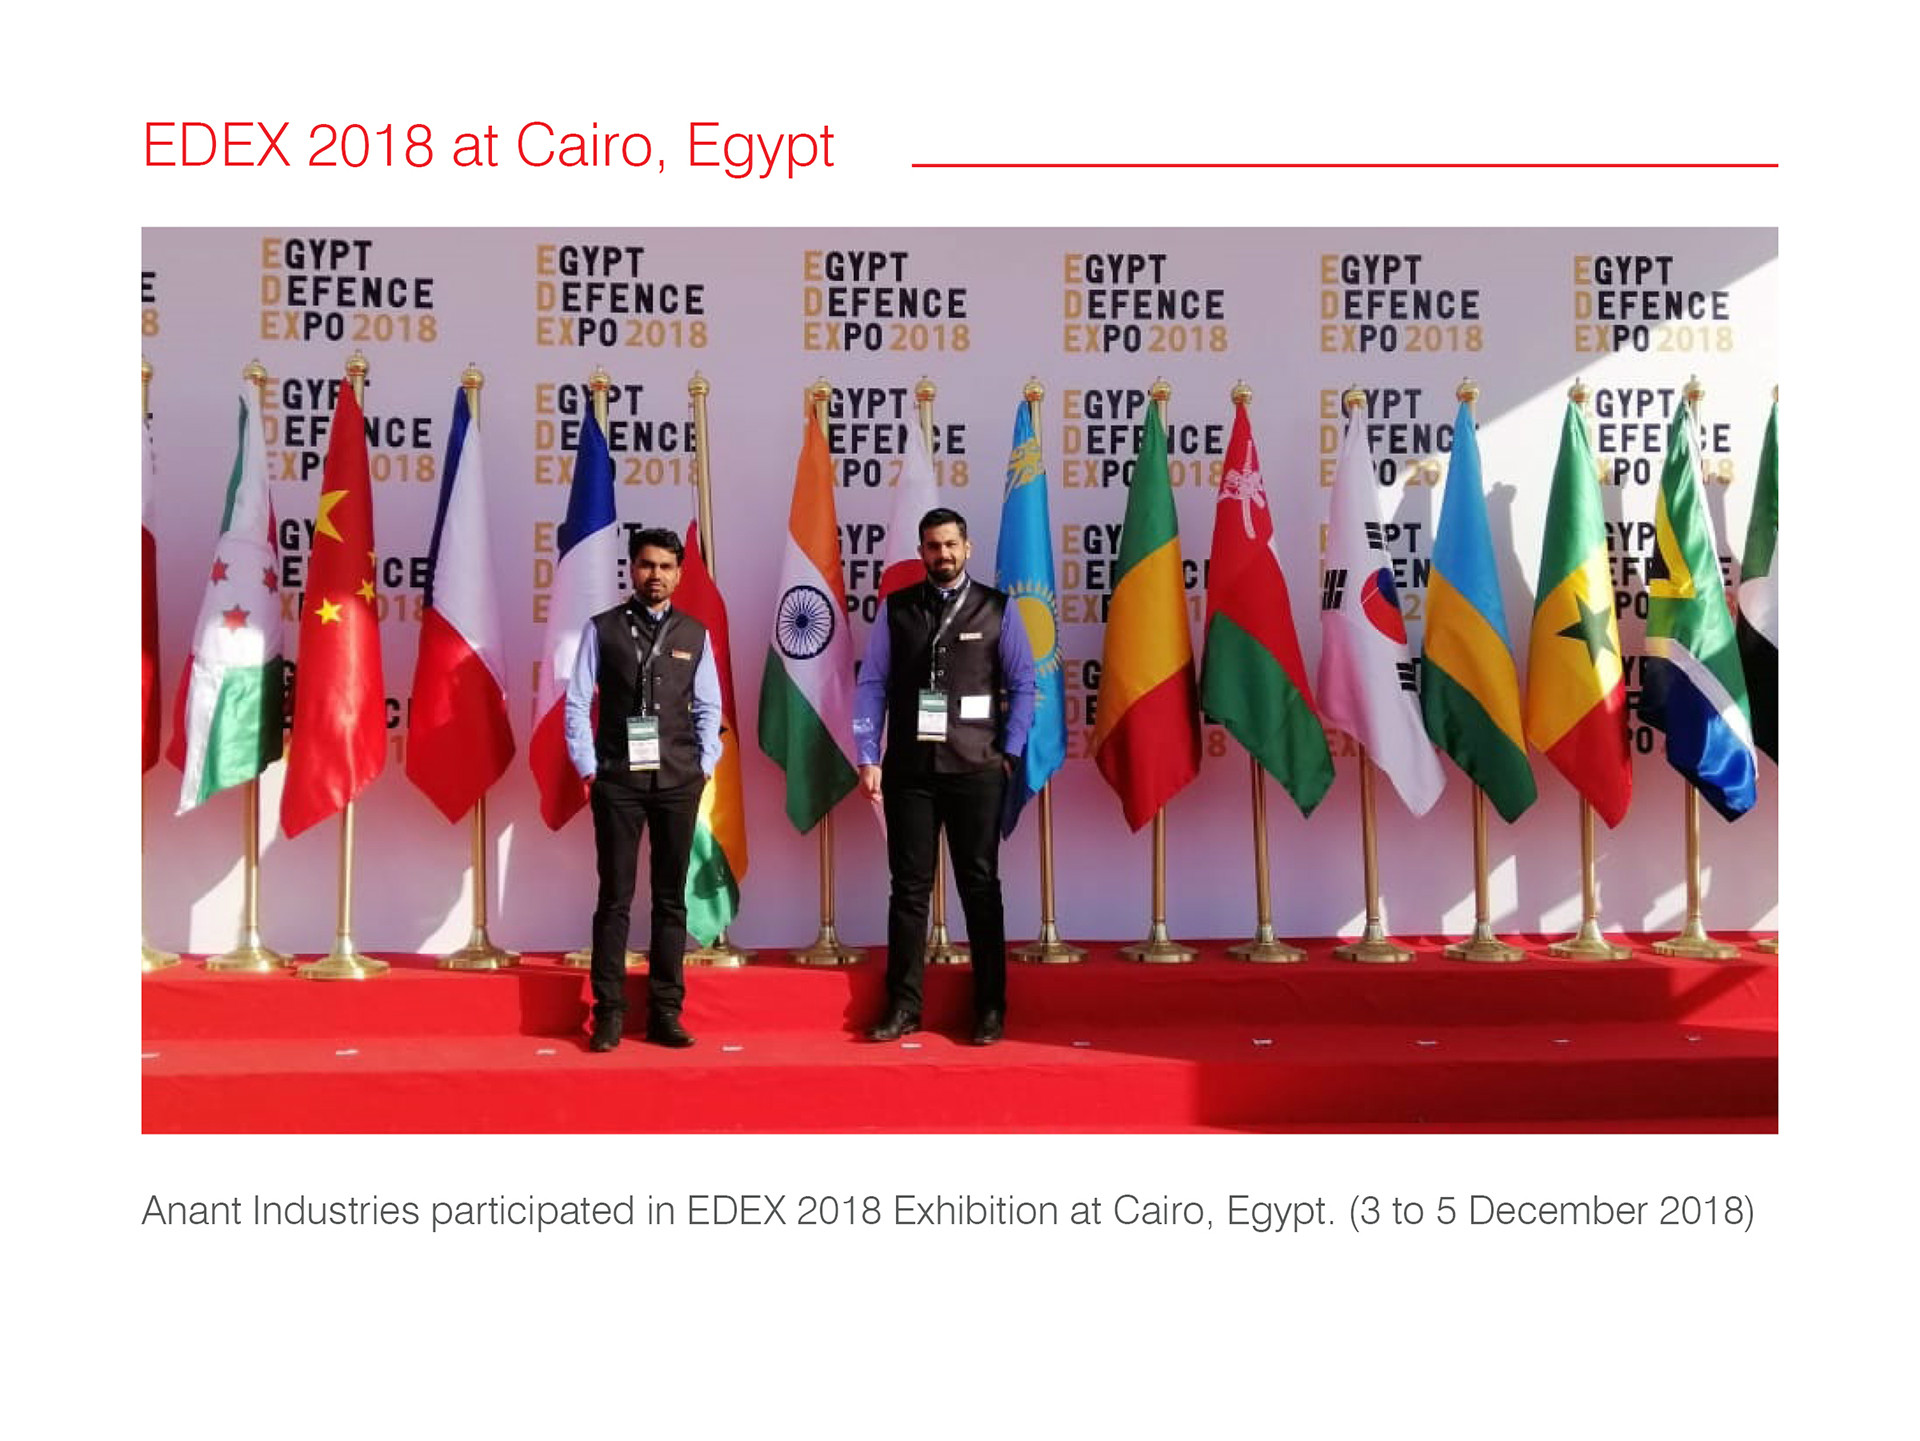 EDEX 2018 at Cairo, Egypt
EGYPT
DEFENCE
EXPO 2018
EGYPT
DEFENCE
EXPO 2018
EGYPT
DEFENCE
EXPO 2018
EGYPT
DEFENCE
EXPO 2018
EGYPT
DEFENCE
EXPO 2018
EGYPT
DEFENCE
EXPO 2018
Anant Industries participated in EDEX 2018 Exhibition at Cairo, Egypt. (3 to 5 December 2018)